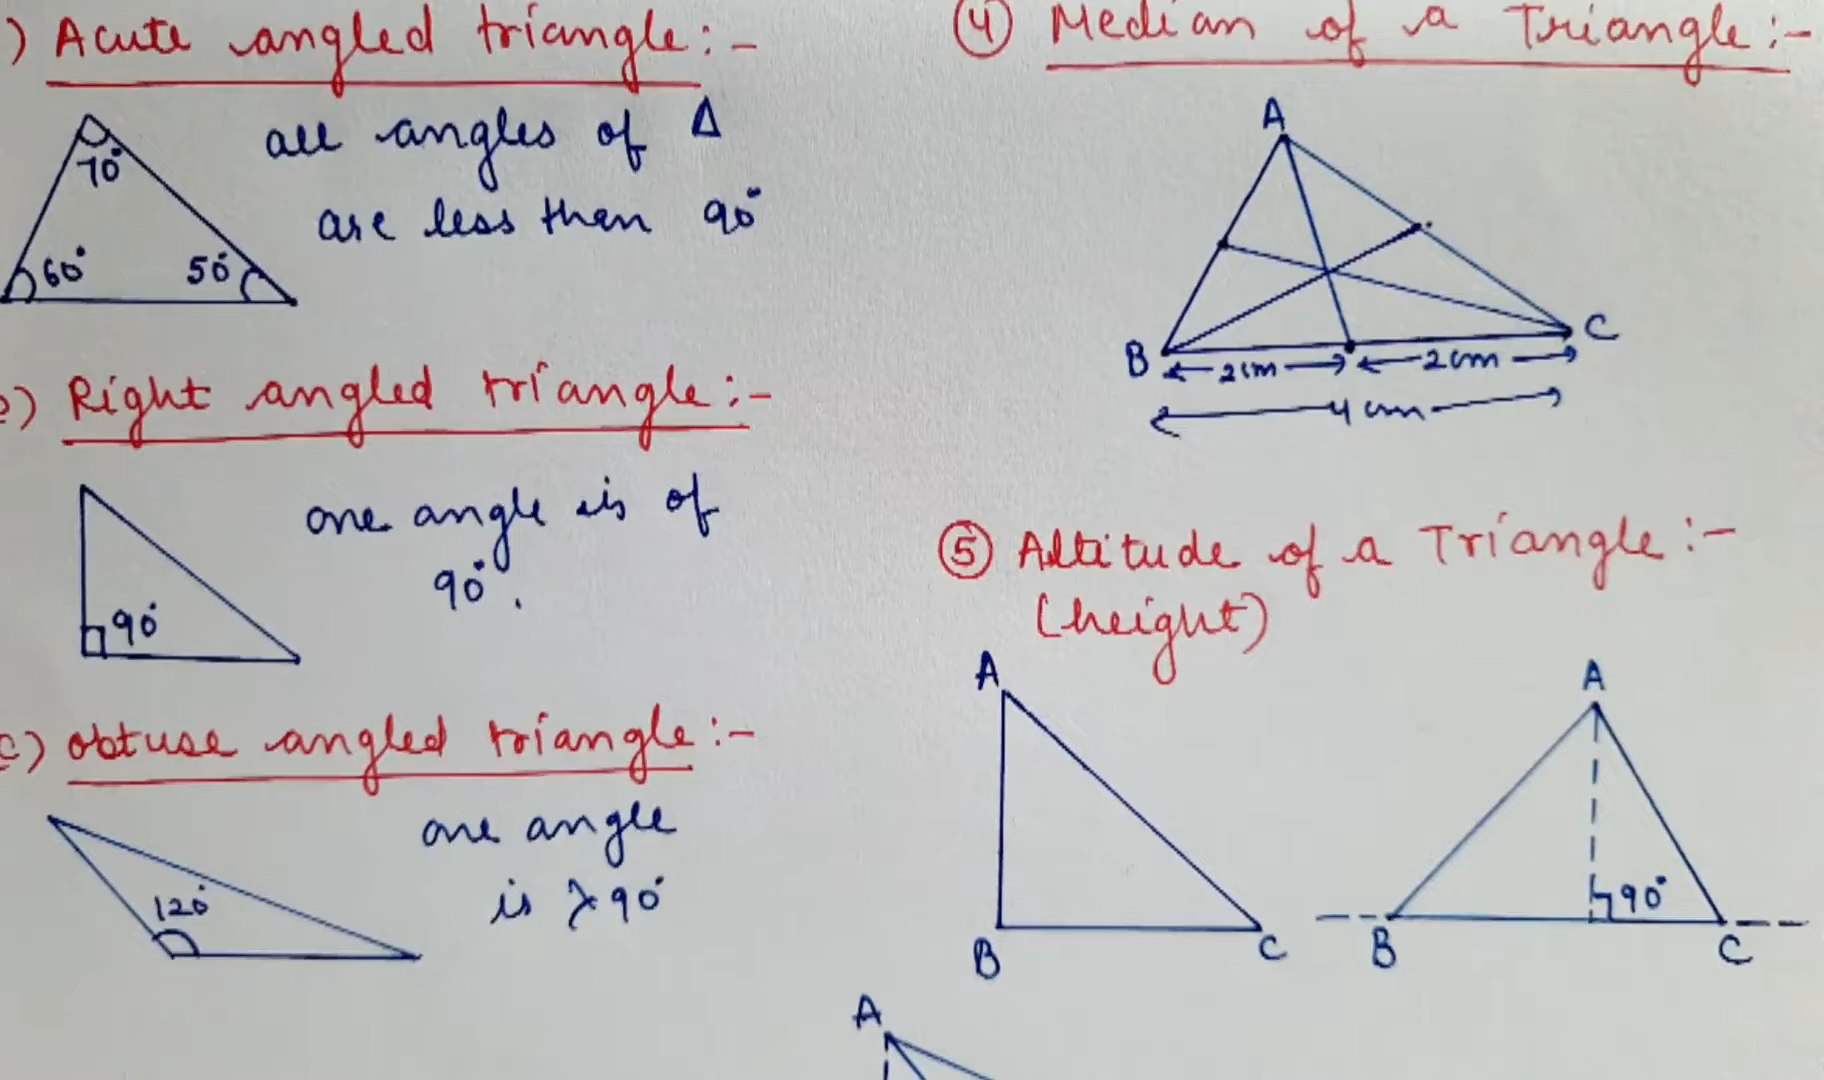 ) Acute angled triangle:-
70°
60°
50°
all angles of Δ
are less then 90°
) Right angled triangle:-
90°
one angle is of
90°.
c) obtuse angled triangle:-
120°
one angle
is > 90°
④ Median of a Triangle:-
A
B
C
2cm
2cm
4cm
⑤ Altitude of a Triangle:-
(height)
A
B
C
A
90°
B
C
A